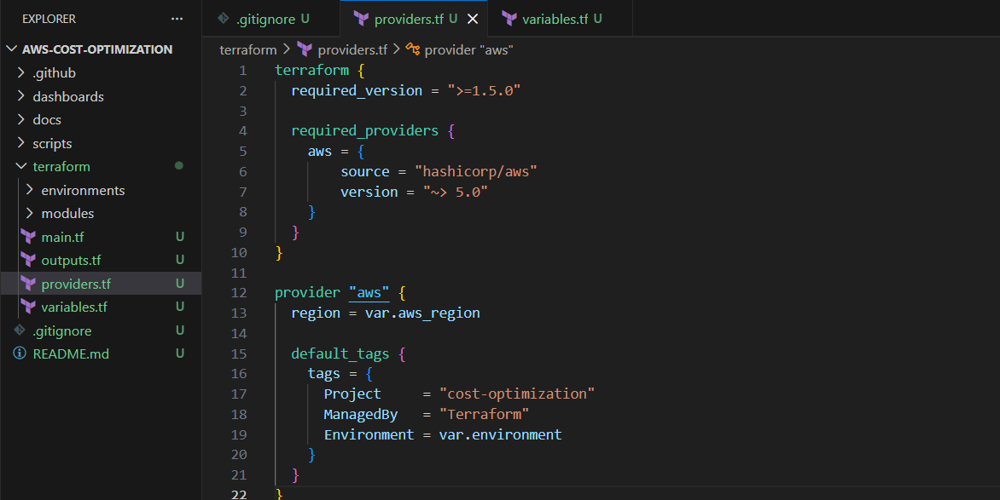 EXPLORER ...
AWS-COST-OPTIMIZATION
.github
dashboards
docs
scripts
terraform
environments
modules
main.tf U
outputs.tf U
providers.tf U
variables.tf U
.gitignore U
README.md U
.gitignore U providers.tf U variables.tf U
terraform > providers.tf > provider "aws"
1 terraform {
2   required_version = ">=1.5.0"
3
4   required_providers {
5     aws = {
6         source = "hashicorp/aws"
7         version = "~> 5.0"
8     }
9   }
10 }
11
12 provider "aws" {
13   region = var.aws_region
14
15   default_tags {
16     tags = {
17       Project     = "cost-optimization"
18       ManagedBy   = "Terraform"
19       Environment = var.environment
20     }
21   }
22 }